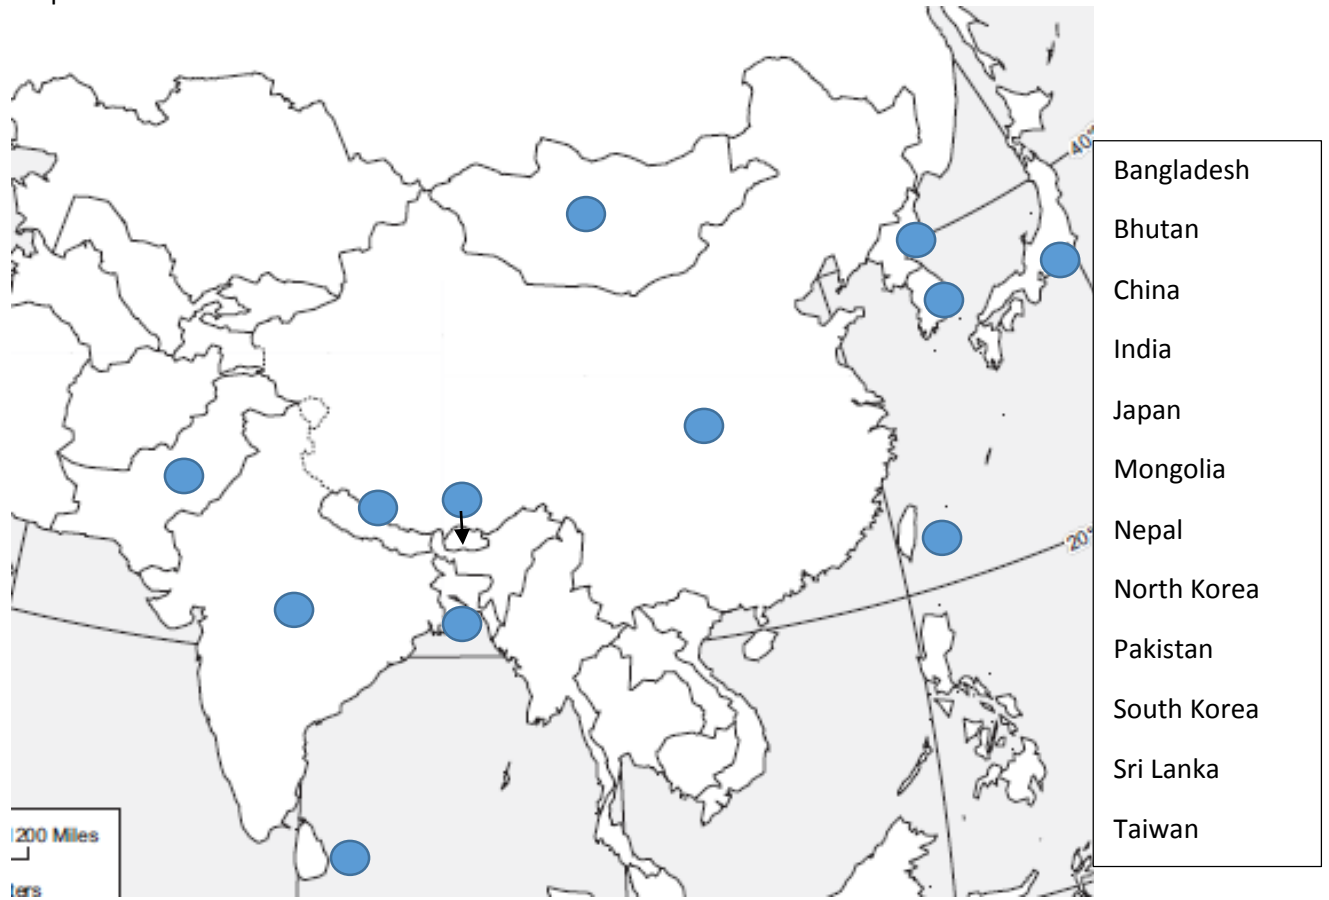 40°
Bangladesh
Bhutan
China
India
Japan
Mongolia
Nepal
20°
North Korea
Pakistan
South Korea
Sri Lanka
Taiwan
1200 Miles